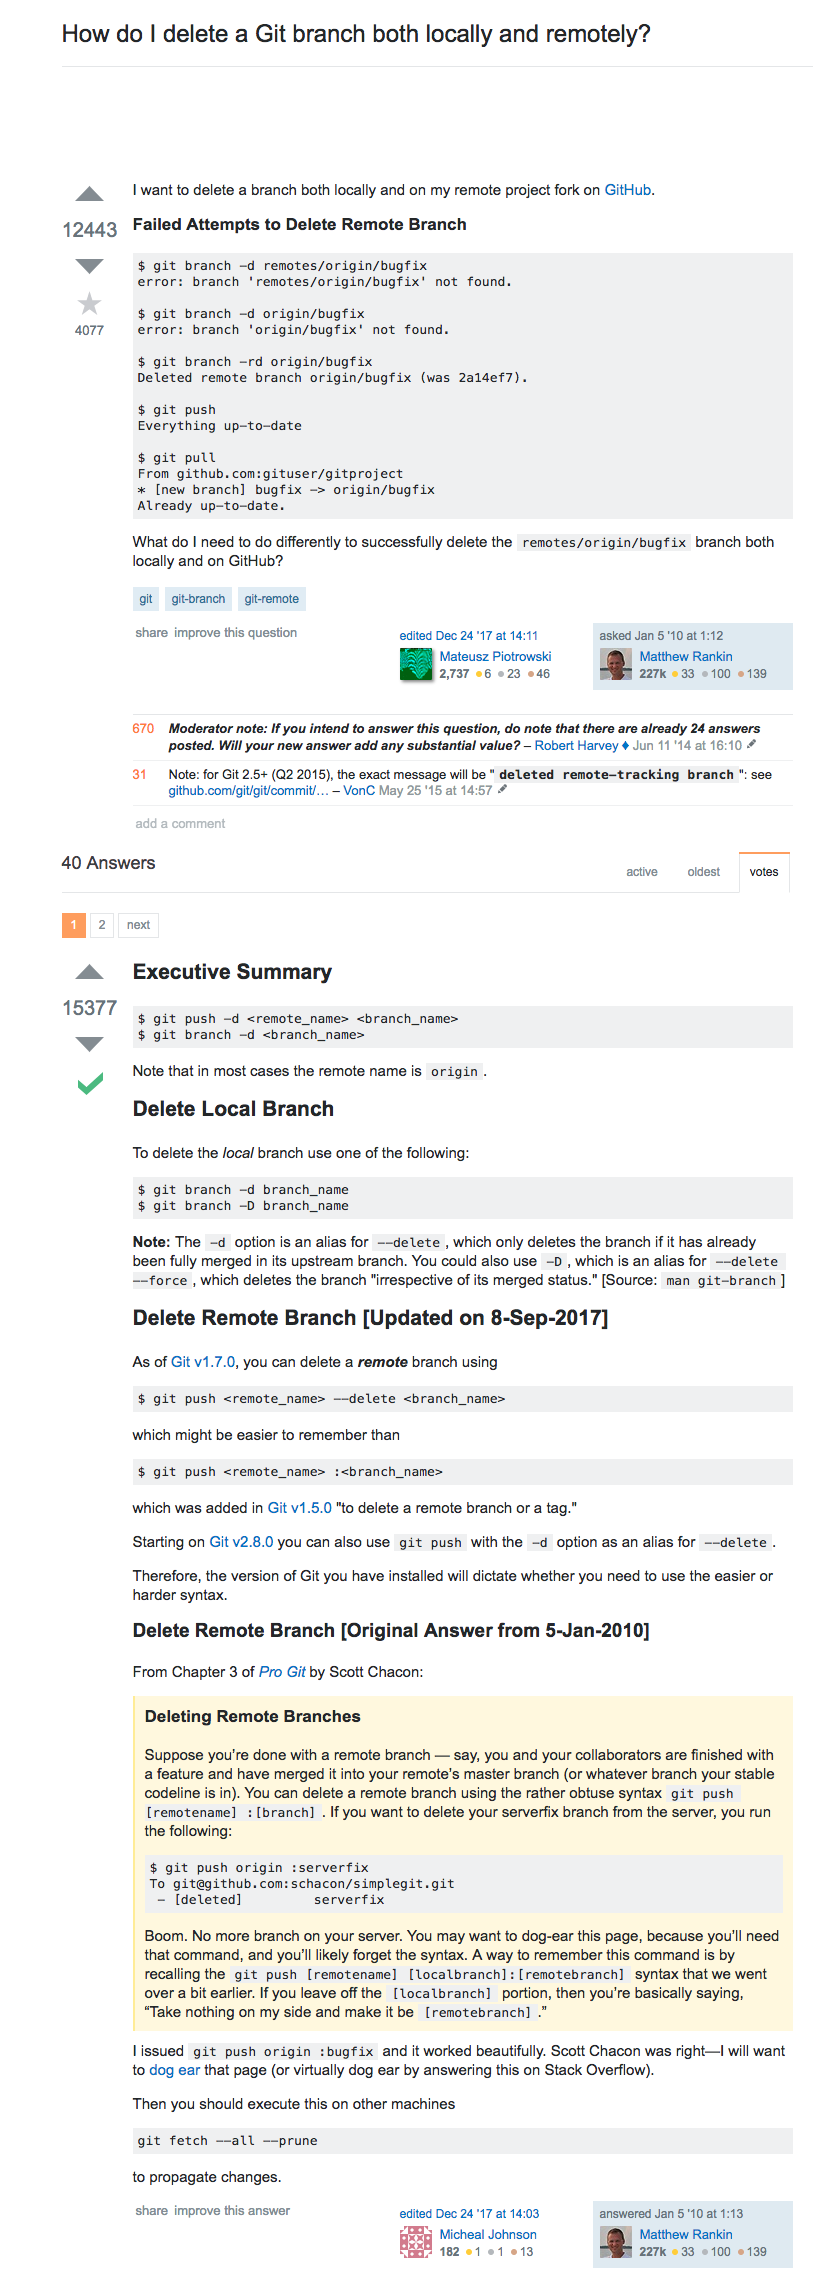 How do I delete a Git branch both locally and remotely?
I want to delete a branch both locally and on my remote project fork on GitHub.
12443
Failed Attempts to Delete Remote Branch
4077
$ git branch -d remotes/origin/bugfix
error: branch 'remotes/origin/bugfix' not found.
$ git branch -d origin/bugfix
error: branch 'origin/bugfix' not found.
$ git branch -rd origin/bugfix
Deleted remote branch origin/bugfix (was 2a14ef7).
$ git push
Everything up-to-date
$ git pull
From github.com:gituser/gitproject
* [new branch] bugfix -> origin/bugfix
Already up-to-date.
What do I need to do differently to successfully delete the remotes/origin/bugfix branch both
locally and on GitHub?
git git-branch git-remote
share improve this question
edited Dec 24 '17 at 14:11
Mateusz Piotrowski
2,737 ●6 ●23 ●46
asked Jan 5 '10 at 1:12
Matthew Rankin
227k ●33 ●100 ●139
670 Moderator note: If you intend to answer this question, do note that there are already 24 answers
posted. Will your new answer add any substantial value? – Robert Harvey ♦ Jun 11 '14 at 16:10
31 Note: for Git 2.5+ (Q2 2015), the exact message will be "deleted remote-tracking branch": see
github.com/git/git/commit/… – VonC May 25 '15 at 14:57
add a comment
40 Answers
active oldest votes
1 2 next
Executive Summary
15377
$ git push -d <remote_name> <branch_name>
$ git branch -d <branch_name>
Note that in most cases the remote name is origin.
Delete Local Branch
To delete the local branch use one of the following:
$ git branch -d branch_name
$ git branch -D branch_name
Note: The -d option is an alias for --delete, which only deletes the branch if it has already
been fully merged in its upstream branch. You could also use -D, which is an alias for --delete
--force, which deletes the branch "irrespective of its merged status." [Source: man git-branch]
Delete Remote Branch [Updated on 8-Sep-2017]
As of Git v1.7.0, you can delete a remote branch using
$ git push <remote_name> --delete <branch_name>
which might be easier to remember than
$ git push <remote_name> :<branch_name>
which was added in Git v1.5.0 "to delete a remote branch or a tag."
Starting on Git v2.8.0 you can also use git push with the -d option as an alias for --delete.
Therefore, the version of Git you have installed will dictate whether you need to use the easier or
harder syntax.
Delete Remote Branch [Original Answer from 5-Jan-2010]
From Chapter 3 of Pro Git by Scott Chacon:
Deleting Remote Branches
Suppose you’re done with a remote branch — say, you and your collaborators are finished with
a feature and have merged it into your remote’s master branch (or whatever branch your stable
codeline is in). You can delete a remote branch using the rather obtuse syntax git push
[remotename] :[branch] . If you want to delete your serverfix branch from the server, you run
the following:
$ git push origin :serverfix
To git@github.com:schacon/simplegit.git
- [deleted] serverfix
Boom. No more branch on your server. You may want to dog-ear this page, because you’ll need
that command, and you’ll likely forget the syntax. A way to remember this command is by
recalling the git push [remotename] [localbranch]:[remotebranch] syntax that we went
over a bit earlier. If you leave off the [localbranch] portion, then you’re basically saying,
“Take nothing on my side and make it be [remotebranch].”
I issued git push origin :bugfix and it worked beautifully. Scott Chacon was right—I will want
to dog ear that page (or virtually dog ear by answering this on Stack Overflow).
Then you should execute this on other machines
git fetch --all --prune
to propagate changes.
share improve this answer
edited Dec 24 '17 at 14:03
Micheal Johnson
182 ●1 ●1 ●13
answered Jan 5 '10 at 1:13
Matthew Rankin
227k ●33 ●100 ●139